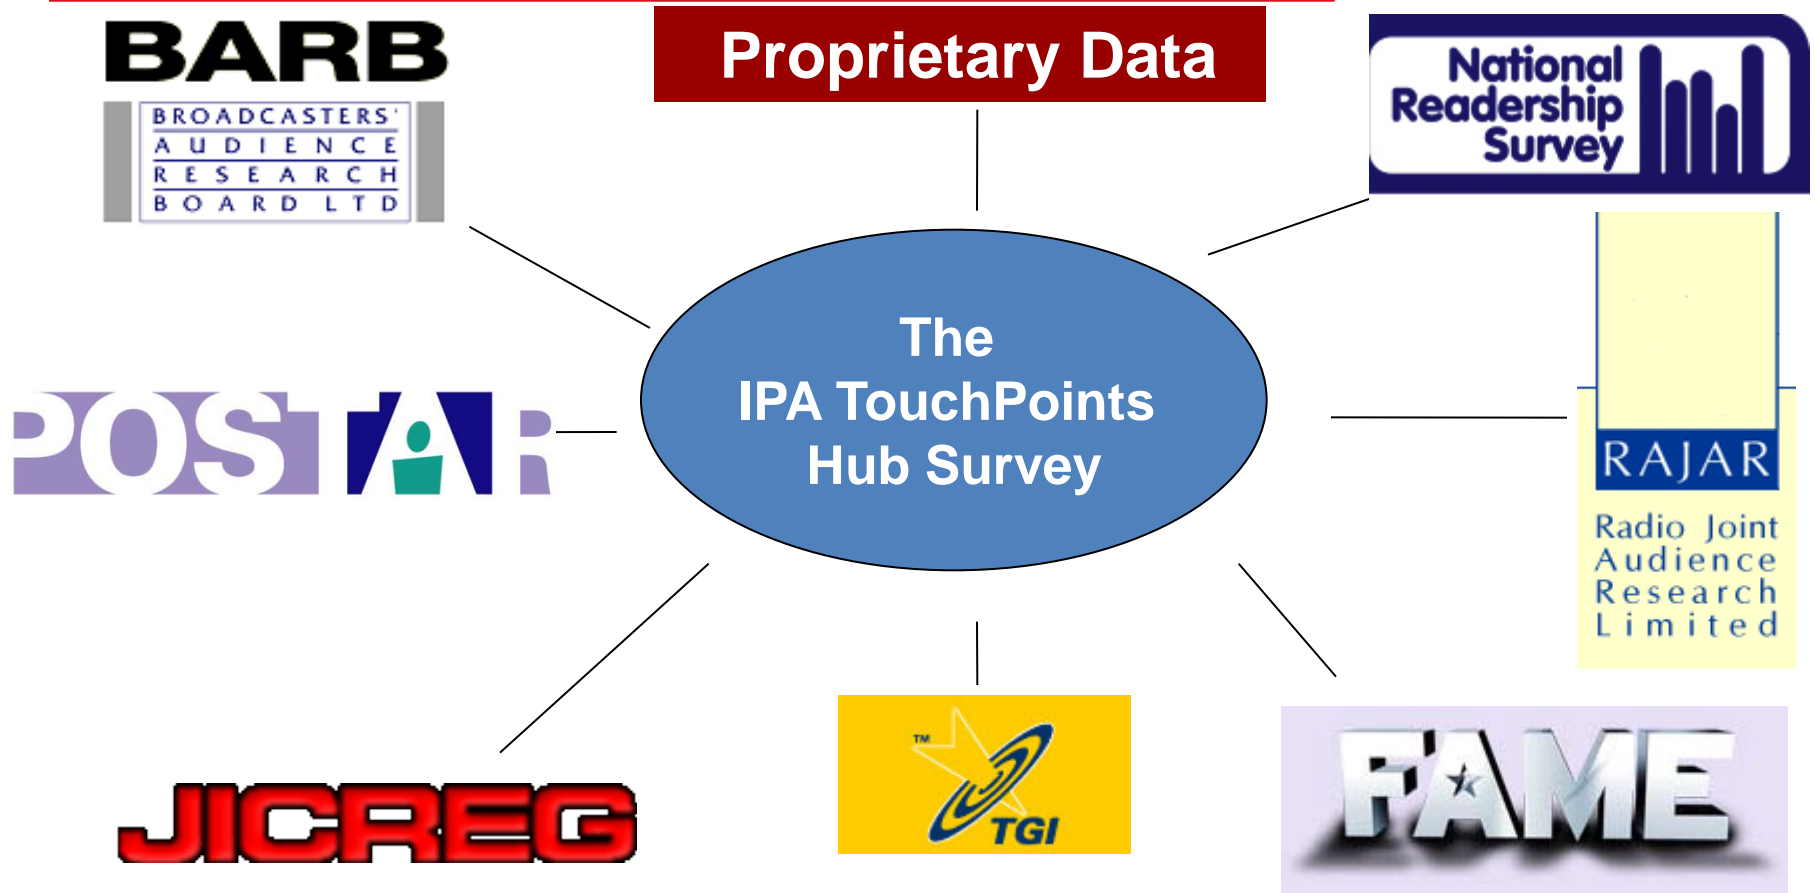 BARB
BROADCASTERS'
AUDIENCE
RESEARCH
BOARD LTD
Proprietary Data
National
Readership
Survey
The
IPA TouchPoints
Hub Survey
POSTAR
RAJAR
Radio Joint
Audience
Research
Limited
JICREG
TM
TGI
FAME